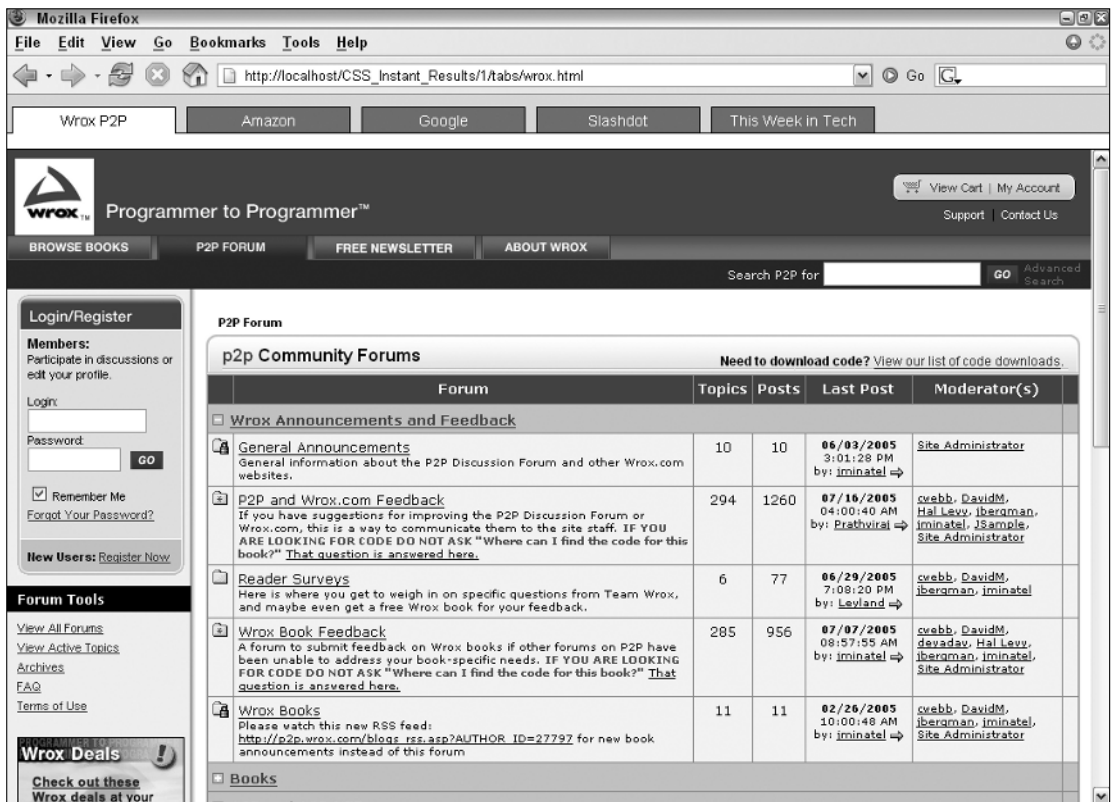 Mozilla Firefox
File Edit View Go Bookmarks Tools Help
http://localhost/CSS_Instant_Results/1/tabs/wrox.html
Go
G
Wrox P2P
Amazon
Google
Slashdot
This Week in Tech
wrox TM
Programmer to Programmer™
View Cart | My Account
Support | Contact Us
BROWSE BOOKS
P2P FORUM
FREE NEWSLETTER
ABOUT WROX
Search P2P for
GO
Advanced
Search
Login/Register
Members:
Participate in discussions or
edit your profile.
Login:
Password:
GO
Remember Me
Forgot Your Password?
New Users: Register Now
Forum Tools
View All Forums
View Active Topics
Archives
FAQ
Terms of Use
PROGRAMMER TO
Wrox Deals
Check out these
Wrox deals at your
P2P Forum
p2p Community Forums
Need to download code? View our list of code downloads.
Forum Topics Posts Last Post Moderator(s)
Wrox Announcements and Feedback
General Announcements
General information about the P2P Discussion Forum and other Wrox.com
websites.
10
10
06/03/2005
3:01:28 PM
by: jminatel
Site Administrator
P2P and Wrox.com Feedback
If you have suggestions for improving the P2P Discussion Forum or
Wrox.com, this is a way to communicate them to the site staff. IF YOU
ARE LOOKING FOR CODE DO NOT ASK "Where can I find the code for this
book?" That question is answered here.
294
1260
07/16/2005
04:00:40 AM
by: Prathviraj
cwebb, DavidM,
Hal Levy, jbergman,
jminatel, JSample,
Site Administrator
Reader Surveys
Here is where you get to weigh in on specific questions from Team Wrox,
and maybe even get a free Wrox book for your feedback.
6
77
06/29/2005
7:08:20 PM
by: Leyland
cwebb, DavidM,
jbergman, jminatel
Wrox Book Feedback
A forum to submit feedback on Wrox books if other forums on P2P have
been unable to address your book-specific needs. IF YOU ARE LOOKING
FOR CODE DO NOT ASK "Where can I find the code for this book?" That
question is answered here.
285
956
07/07/2005
08:57:55 AM
by: jminatel
cwebb, DavidM,
devadav, Hal Levy,
jbergman, jminatel,
Site Administrator
Wrox Books
Please watch this new RSS feed:
http://p2p.wrox.com/blogs_rss.asp?AUTHOR_ID=27797 for new book
announcements instead of this forum
11
11
02/26/2005
10:00:48 AM
by: jminatel
cwebb, DavidM,
jbergman, jminatel,
Site Administrator
Books